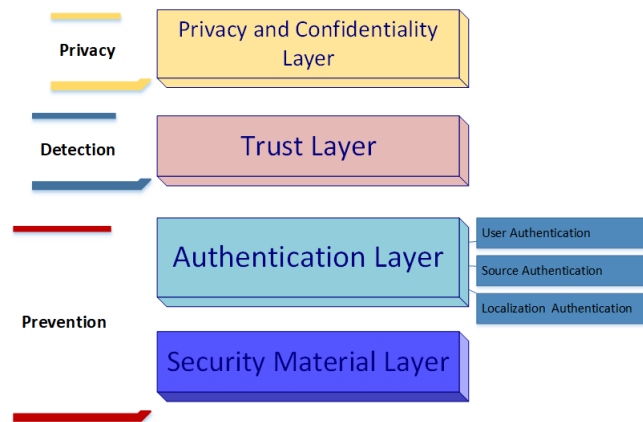 Privacy
Privacy and Confidentiality
Layer
Detection
Trust Layer
Prevention
Authentication Layer
User Authentication
Source Authentication
Localization Authentication
Security Material Layer